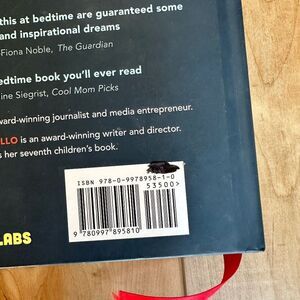 this at bedtime are guaranteed some
and inspirational dreams
-Fiona Noble, The Guardian
edtime book you'll ever read
ine Siegrist, Cool Mom Picks
ward-winning journalist and media entrepreneur.
LLO is an award-winning writer and director.
s her seventh children's book.
ISBN 978-0-9978958-1-0
53500>
9 780997 895810
LABS